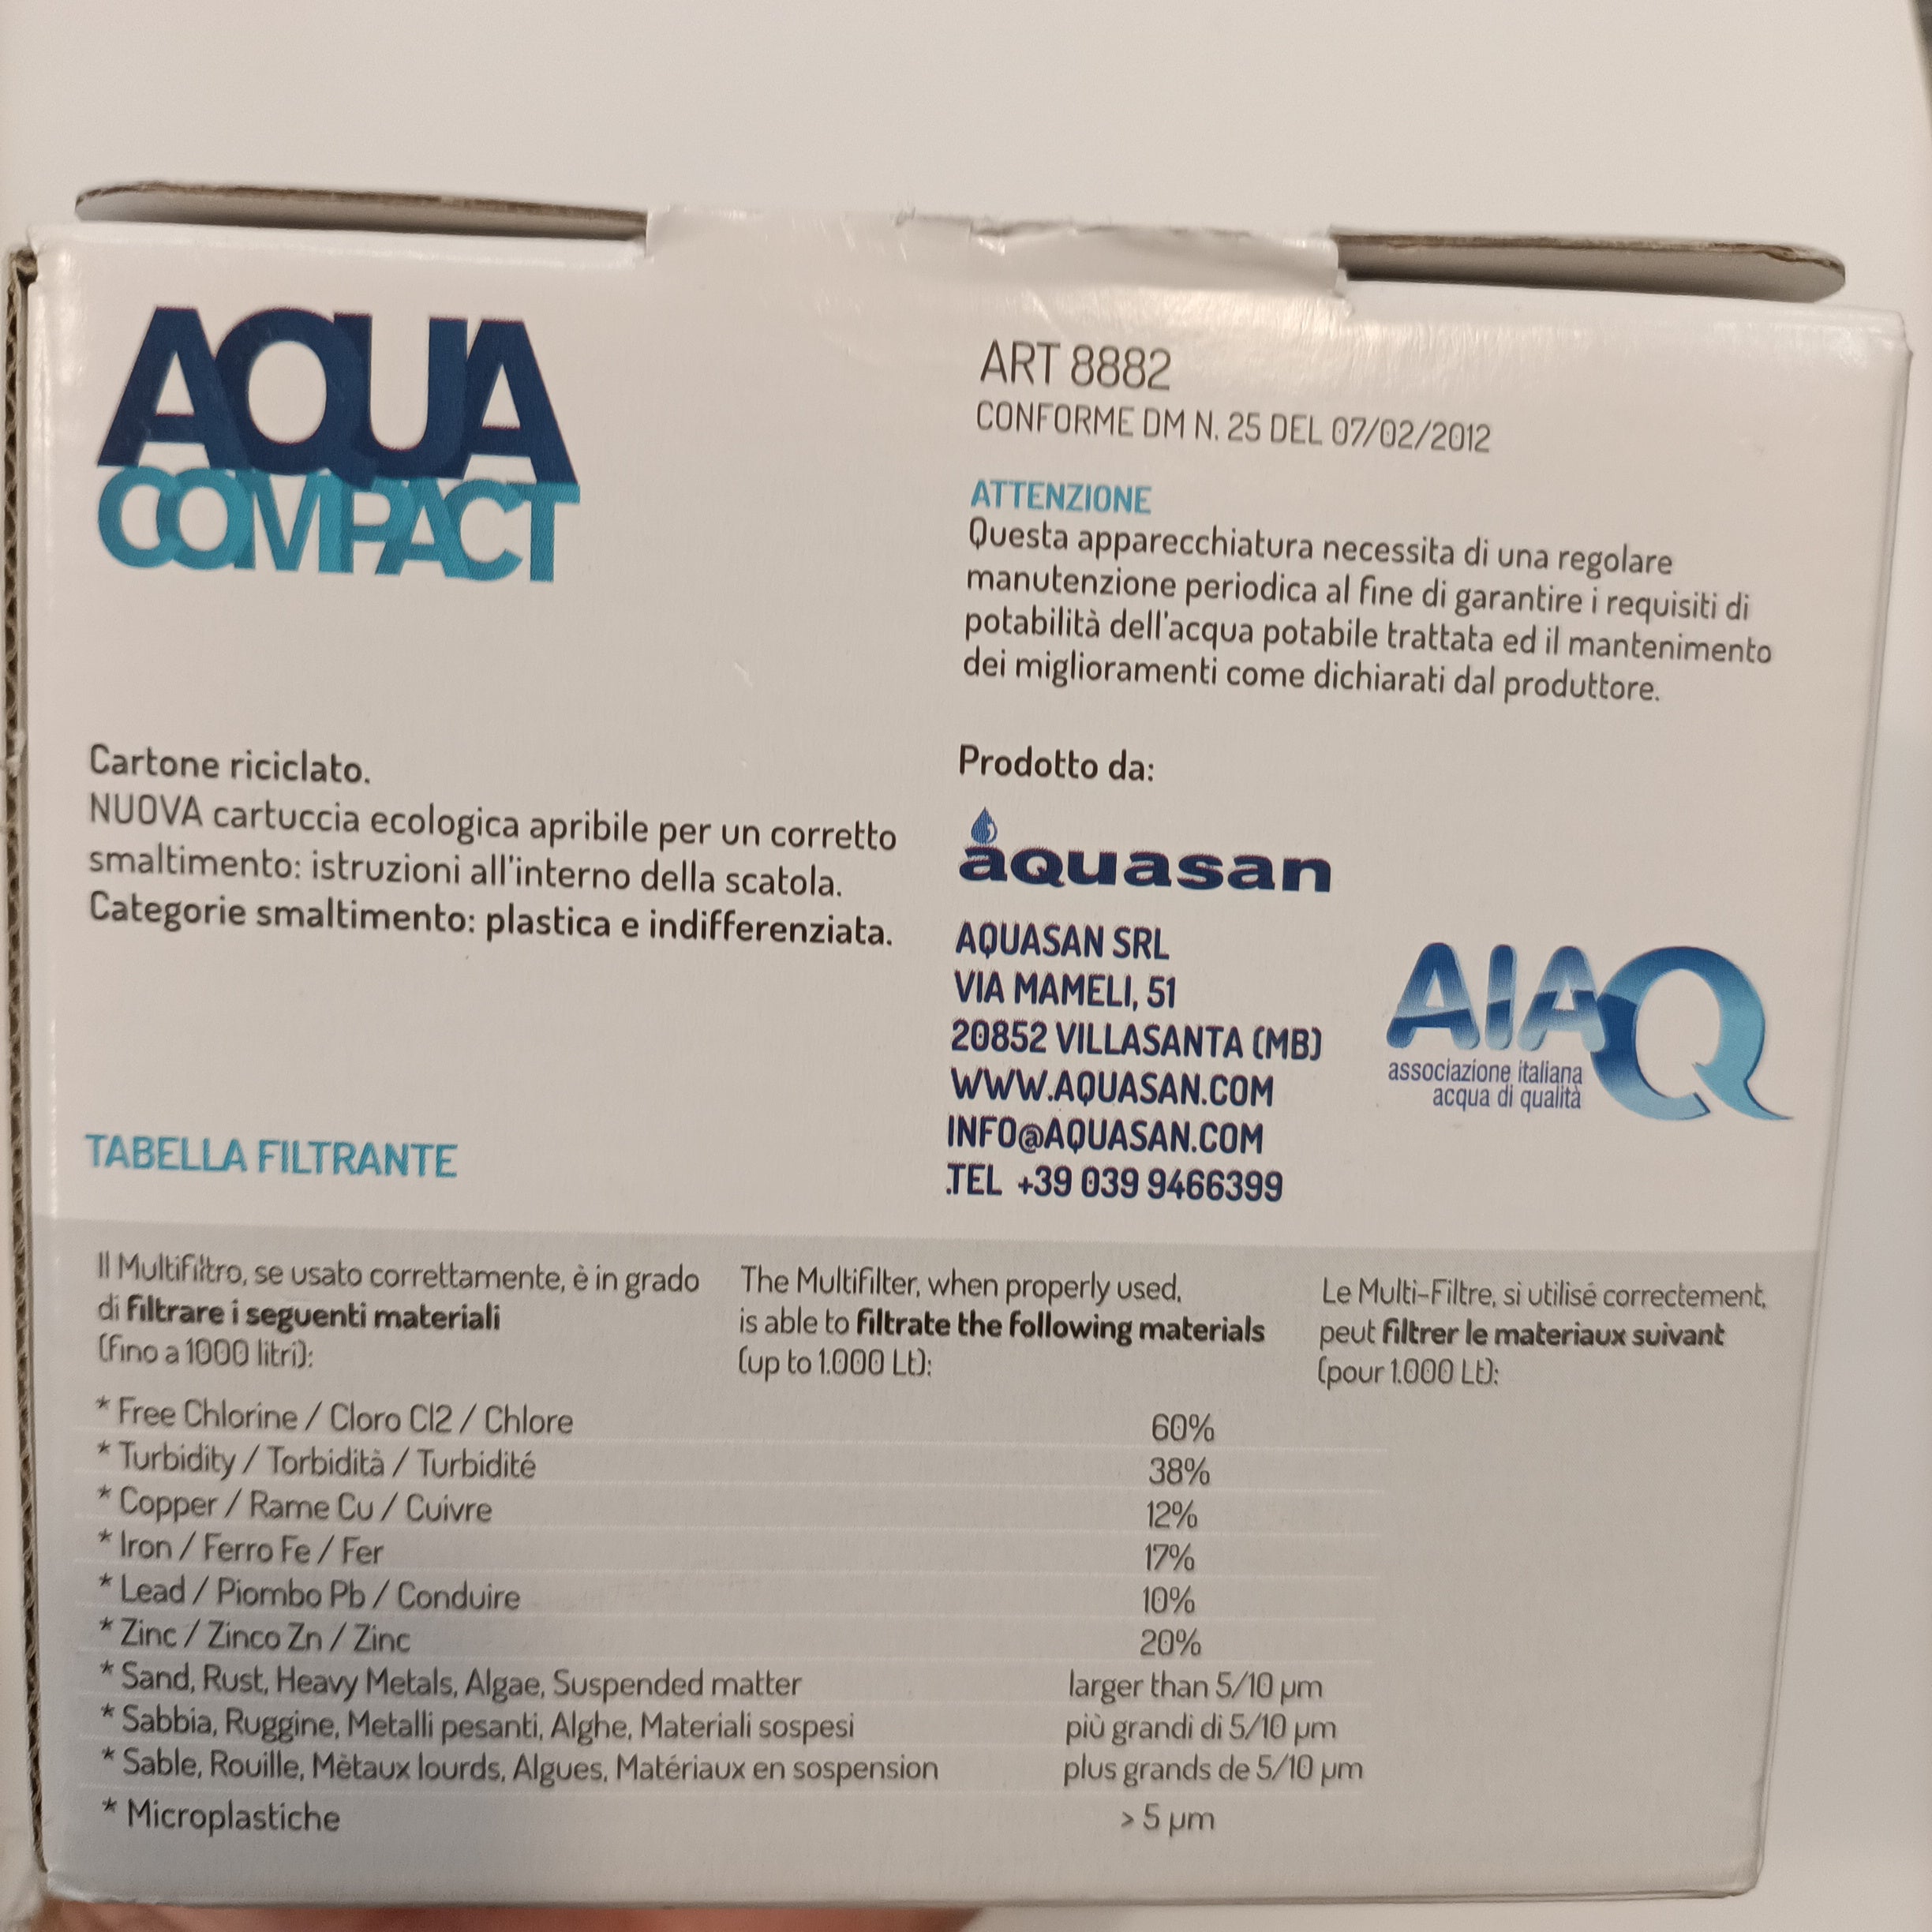 AQUA
COMPACT
ART 8882
CONFORME DM N. 25 DEL 07/02/2012
ATTENZIONE
Questa apparecchiatura necessita di una regolare
manutenzione periodica al fine di garantire i requisiti di
potabilità dell'acqua potabile trattata ed il mantenimento
dei miglioramenti come dichiarati dal produttore.
Cartone riciclato.
NUOVA cartuccia ecologica apribile per un corretto
smaltimento: istruzioni all'interno della scatola.
Categorie smaltimento: plastica e indifferenziata.
Prodotto da:
aquasan
AQUASAN SRL
VIA MAMELI, 51
20852 VILLASANTA (MB)
WWW.AQUASAN.COM
INFO@AQUASAN.COM
.TEL +39 039 9466399
AIAQ
associazione italiana
acqua di qualità
TABELLA FILTRANTE
Il Multifiltro, se usato correttamente, è in grado
di filtrare i seguenti materiali
(fino a 1000 litri):
The Multifilter, when properly used,
is able to filtrate the following materials
(up to 1.000 Lt):
Le Multi-Filtre, si utilisé correctement,
peut filtrer le materiaux suivant
(pour 1.000 Lt):
* Free Chlorine / Cloro Cl2 / Chlore 60%
* Turbidity / Torbidità / Turbidité 38%
* Copper / Rame Cu / Cuivre 12%
* Iron / Ferro Fe / Fer 17%
* Lead / Piombo Pb / Conduire 10%
* Zinc / Zinco Zn / Zinc 20%
* Sand, Rust, Heavy Metals, Algae, Suspended matter larger than 5/10 µm
* Sabbia, Ruggine, Metalli pesanti, Alghe, Materiali sospesi più grandi di 5/10 µm
* Sable, Rouille, Mètaux lourds, Algues, Matériaux en sospension plus grands de 5/10 µm
* Microplastiche > 5 µm